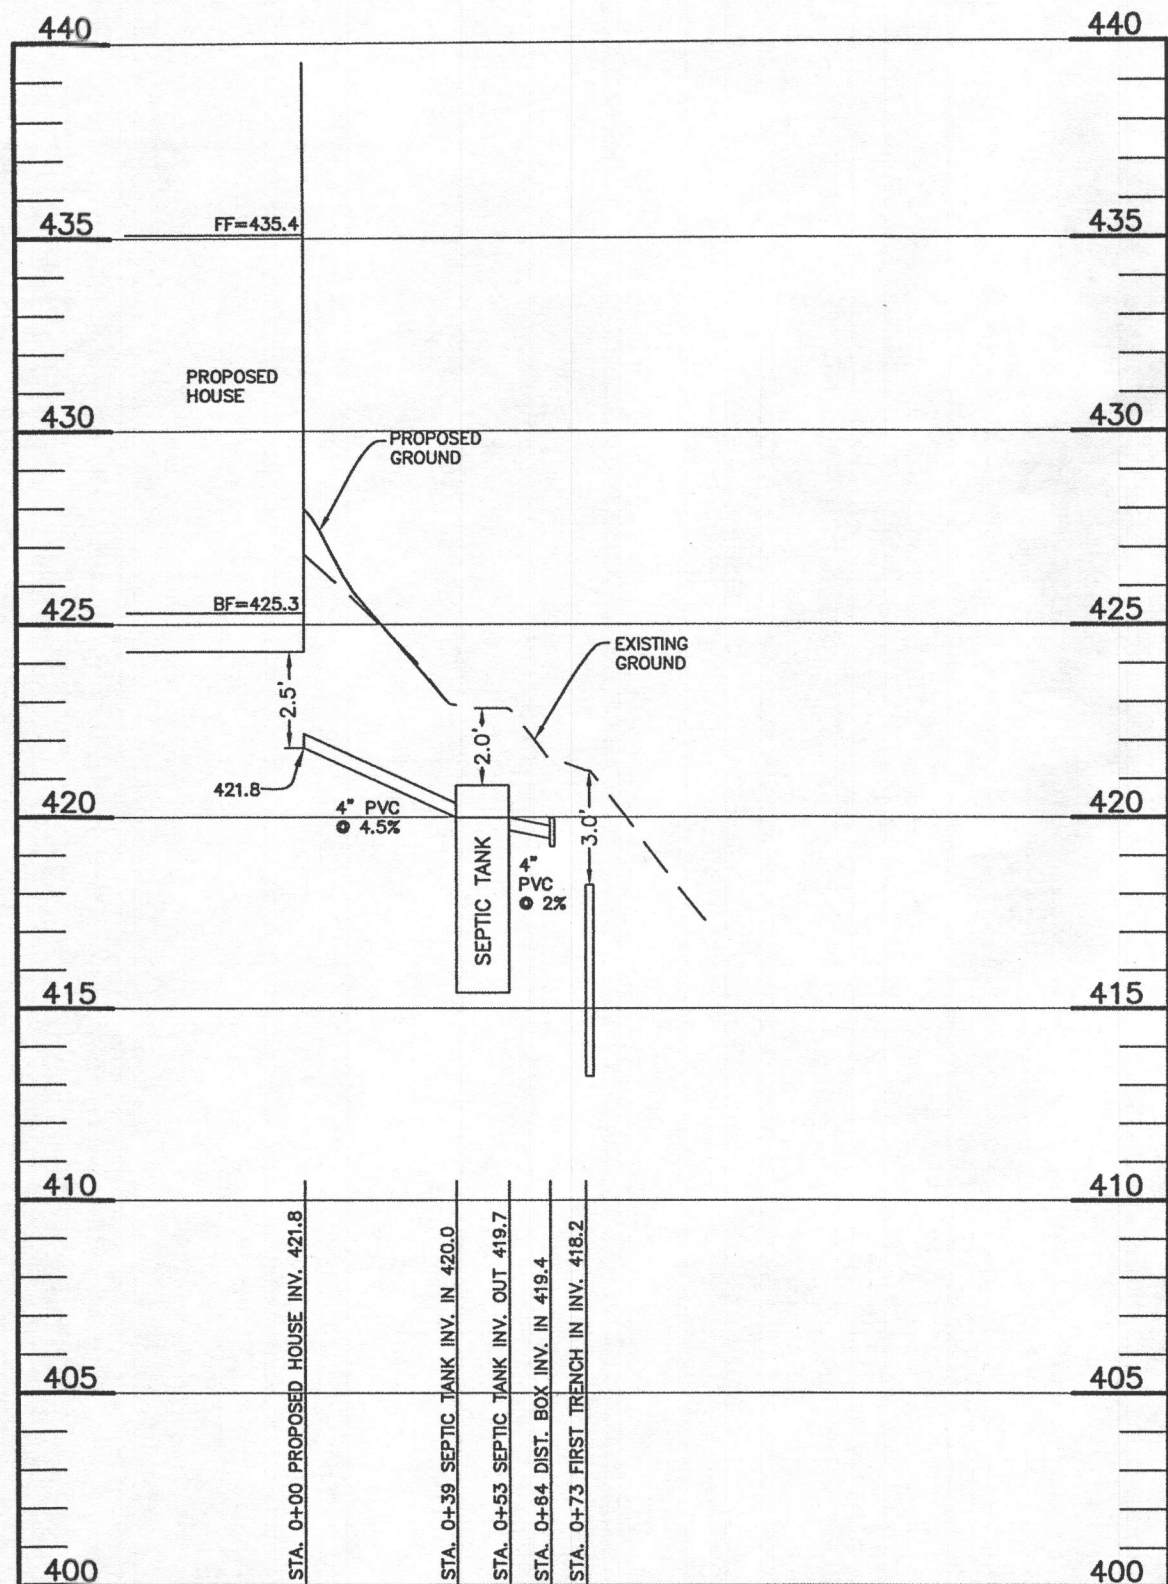 440 440
435 435
FF=435.4
PROPOSED
HOUSE
430 430
PROPOSED
GROUND
425 425
BF=425.3
EXISTING
GROUND
2.5'
2.0'
421.8
420 420
4" PVC
@ 4.5%
3.0'
SEPTIC TANK
4"
PVC
@ 2%
415 415
410 410
STA. 0+00 PROPOSED HOUSE INV. 421.8
STA. 0+39 SEPTIC TANK INV. IN 420.0
STA. 0+53 SEPTIC TANK INV. OUT 419.7
STA. 0+64 DIST. BOX INV. IN 419.4
STA. 0+73 FIRST TRENCH IN INV. 418.2
405 405
400 400